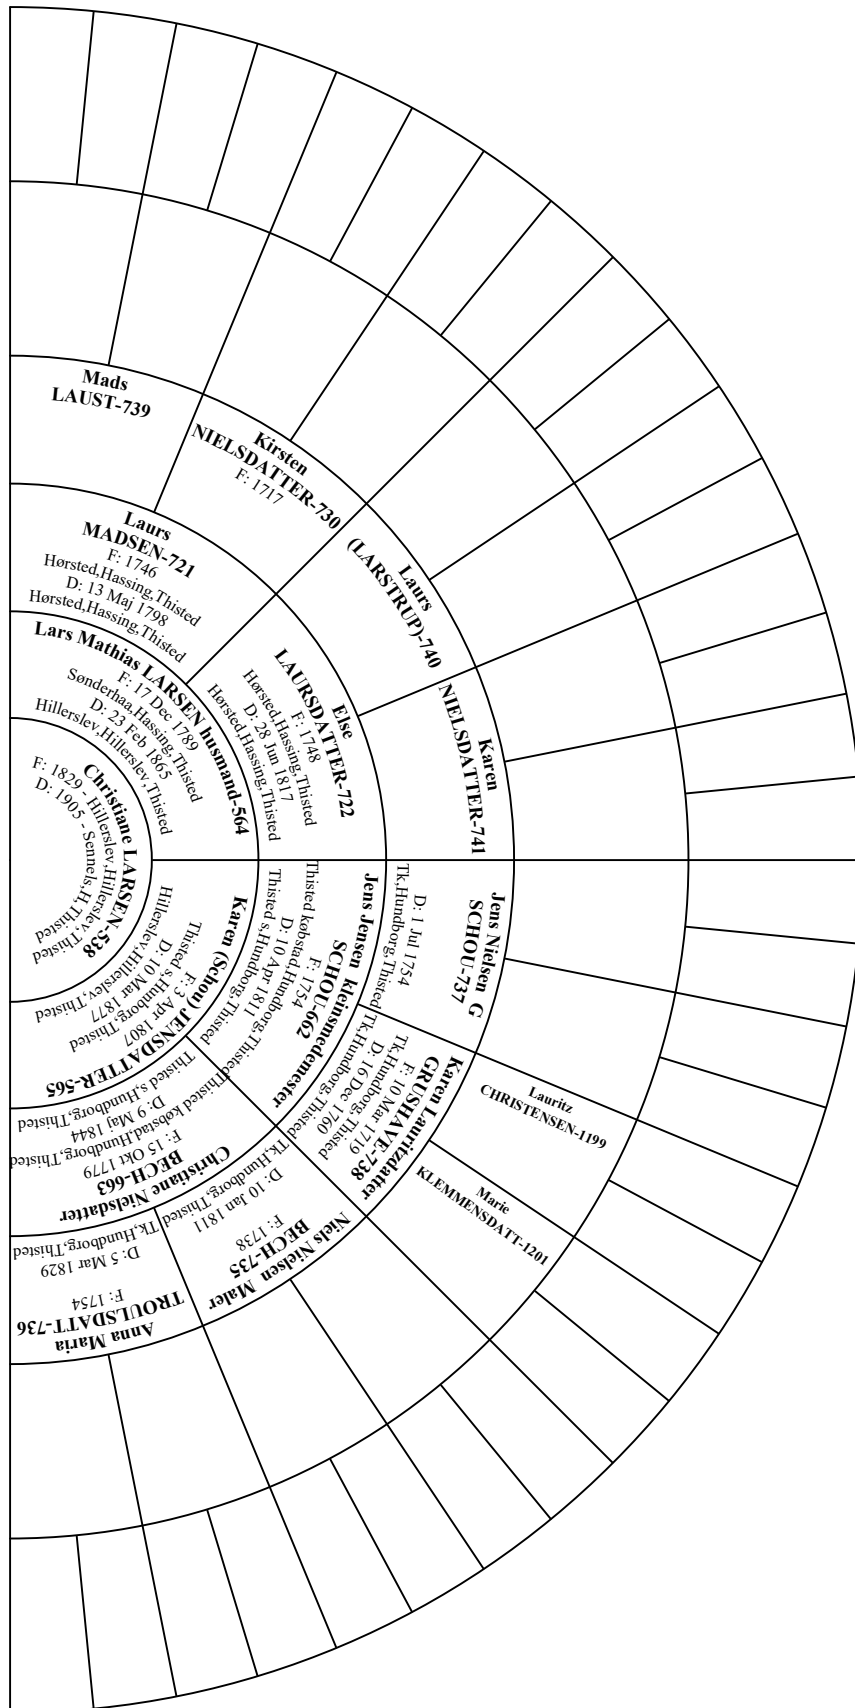 Mads
LAUST-739
Kirsten
NIELSDATTER-730
F: 1717
Laurs
MADSEN-721
F: 1746
Hørsted,Hassing,Thisted
D: 13 Maj 1798
Hørsted,Hassing,Thisted
Laurs
(LARSTRUP)-740
Lars Mathias LARSEN husmand-564
F: 17 Dec 1789
Sønderhaa,Hassing,Thisted
D: 23 Feb 1865
Hillerslev,Hillerslev,Thisted
Else
LAURSDATTER-722
F: 1748
Hørsted,Hassing,Thisted
D: 28 Jun 1817
Hørsted,Hassing,Thisted
Karen
NIELSDATTER-741
Christiane LARSEN-538
F: 1829 - Hillerslev,Hillerslev,Thisted
D: 1905 - Sennels,H,Thisted
Jens Nielsen G
SCHOU-737
D: 1 Jul 1754
Tk,Hundborg,Thisted
Jens Jensen kleinsmedemester
SCHOU-662
F: 1754
Thisted købstad,Hundborg,Thisted
D: 10 Apr 1811
Thisted s,Hundborg,Thisted
Karen (Schou) JENSDATTER-565
F: 3 Apr 1807
Thisted s,Hunborg,Thisted
D: 10 Mar 1877
Hillerslev,Hillerslev,Thisted
Karen Lauritzdatter
GRUSHAVE-738
F: 10 Mar 1719
Tk,Hundborg,Thisted
D: 16 Dec 1760
Tk,Hundborg,Thisted
Lauritz
CHRISTENSEN-1199
Marie
KLEMMENSDATT-1201
Christiane Nielsdatter
BECH-663
F: 15 Okt 1779
Thisted købstad,Hundborg,Thisted
D: 9 Maj 1844
Thisted s,Hundborg,Thisted
Niels Nielsen Maler
BECH-735
F: 1738
D: 10 Jan 1811
Tk,Hundborg,Thisted
Anna Maria
TROULSDATT-736
F: 1754
D: 5 Mar 1829
Tk,Hundborg,Thisted